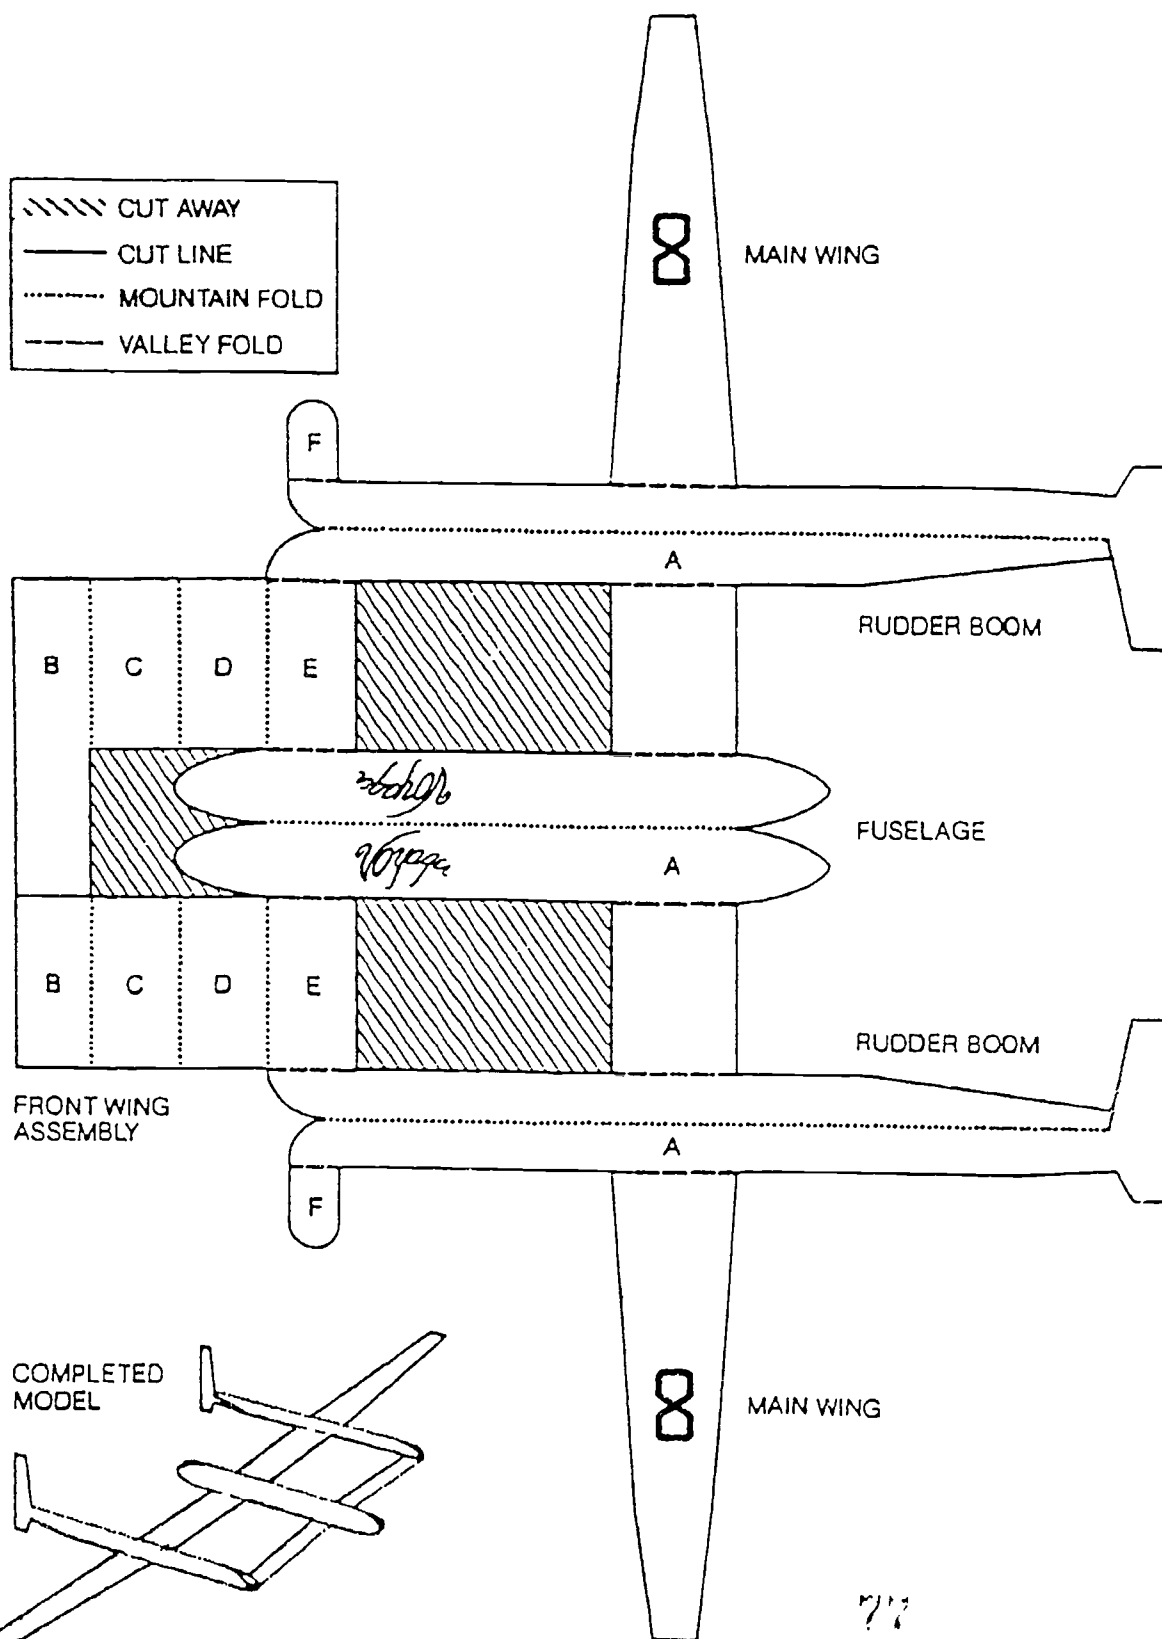 CUT AWAY
CUT LINE
MOUNTAIN FOLD
VALLEY FOLD
MAIN WING
F
A
RUDDER BOOM
B C D E
Voyager
FUSELAGE
Voyager
A
B C D E
RUDDER BOOM
FRONT WING
ASSEMBLY
A
F
COMPLETED
MODEL
MAIN WING
77